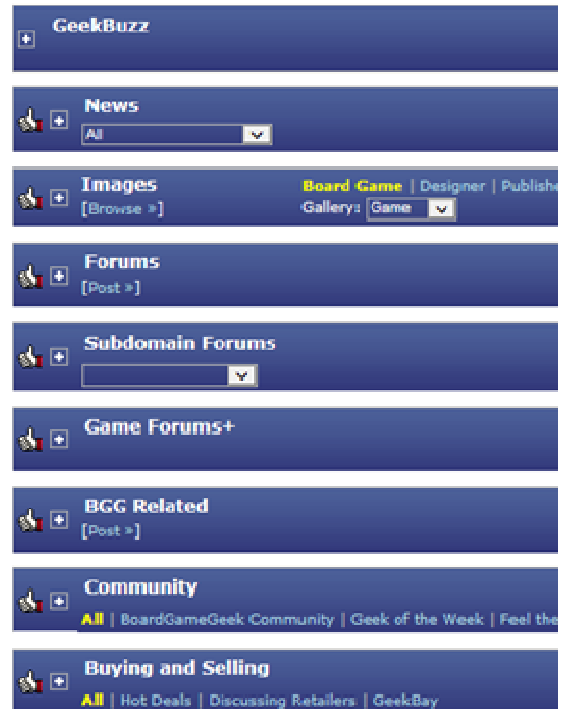 GeekBuzz
News
All
Images
Board Game | Designer | Publishe
[Browse »]
Gallery: Game
Forums
[Post »]
Subdomain Forums
Game Forums+
BGG Related
[Post »]
Community
All | BoardGameGeek Community | Geek of the Week | Feel the
Buying and Selling
All | Hot Deals | Discussing Retailers | GeekBay